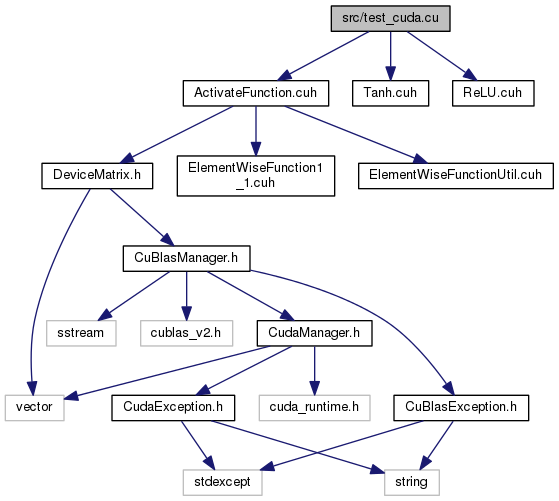 src/test_cuda.cu
ActivateFunction.cuh
Tanh.cuh
ReLU.cuh
DeviceMatrix.h
ElementWiseFunction1
_1.cuh
ElementWiseFunctionUtil.cuh
CuBlasManager.h
sstream
cublas_v2.h
CudaManager.h
vector
CudaException.h
cuda_runtime.h
CuBlasException.h
stdexcept
string